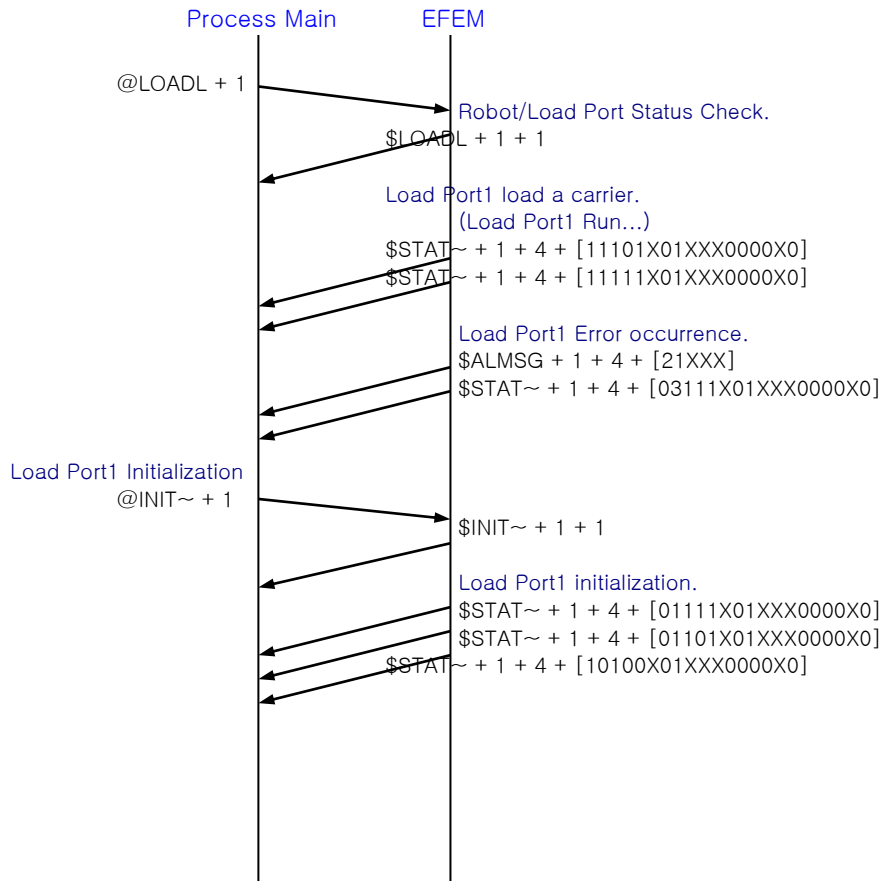 Process Main
EFEM
@LOADL + 1
Robot/Load Port Status Check.
$LOADL + 1 + 1
Load Port1 load a carrier.
(Load Port1 Run...)
$STAT~ + 1 + 4 + [11101X01XXX0000X0]
$STAT~ + 1 + 4 + [11111X01XXX0000X0]
Load Port1 Error occurrence.
$ALMSG + 1 + 4 + [21XXX]
$STAT~ + 1 + 4 + [03111X01XXX0000X0]
Load Port1 Initialization
@INIT~ + 1
$INIT~ + 1 + 1
Load Port1 initialization.
$STAT~ + 1 + 4 + [01111X01XXX0000X0]
$STAT~ + 1 + 4 + [01101X01XXX0000X0]
$STAT~ + 1 + 4 + [10100X01XXX0000X0]